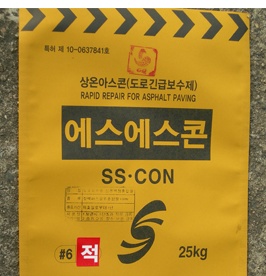 특허 제 10-0637841호
상온아스콘(도로긴급보수제)
RAPID REPAIR FOR ASPHALT PAVING
에스에스콘
SS·CON
#6 적 25kg